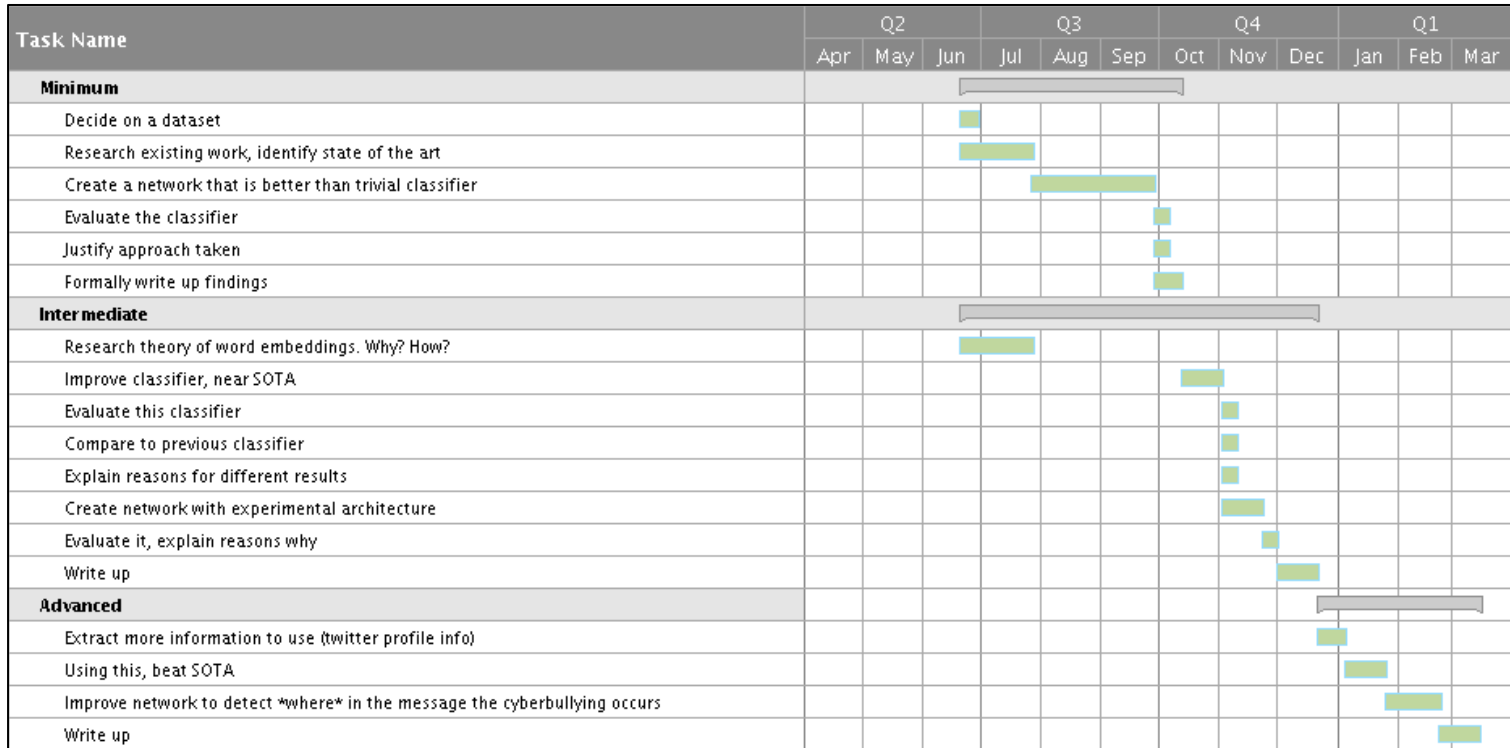 Task Name
Q2 Q3 Q4 Q1
Apr May Jun Jul Aug Sep Oct Nov Dec Jan Feb Mar
Minimum
Decide on a dataset
Research existing work, identify state of the art
Create a network that is better than trivial classifier
Evaluate the classifier
Justify approach taken
Formally write up findings
Intermediate
Research theory of word embeddings. Why? How?
Improve classifier, near SOTA
Evaluate this classifier
Compare to previous classifier
Explain reasons for different results
Create network with experimental architecture
Evaluate it, explain reasons why
Write up
Advanced
Extract more information to use (twitter profile info)
Using this, beat SOTA
Improve network to detect *where* in the message the cyberbullying occurs
Write up